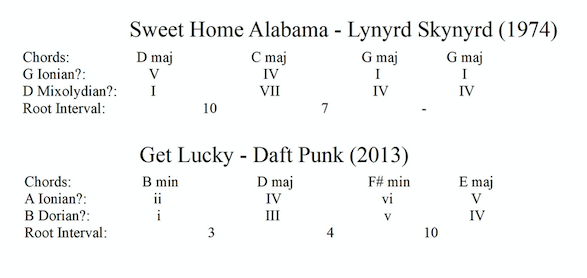 Sweet Home Alabama - Lynyrd Skynyrd (1974)
Chords: D maj C maj G maj G maj
G Ionian?: V IV I I
D Mixolydian?: I VII IV IV
Root Interval: 10 7 -
Get Lucky - Daft Punk (2013)
Chords: B min D maj F# min E maj
A Ionian?: ii IV vi V
B Dorian?: i III v IV
Root Interval: 3 4 10